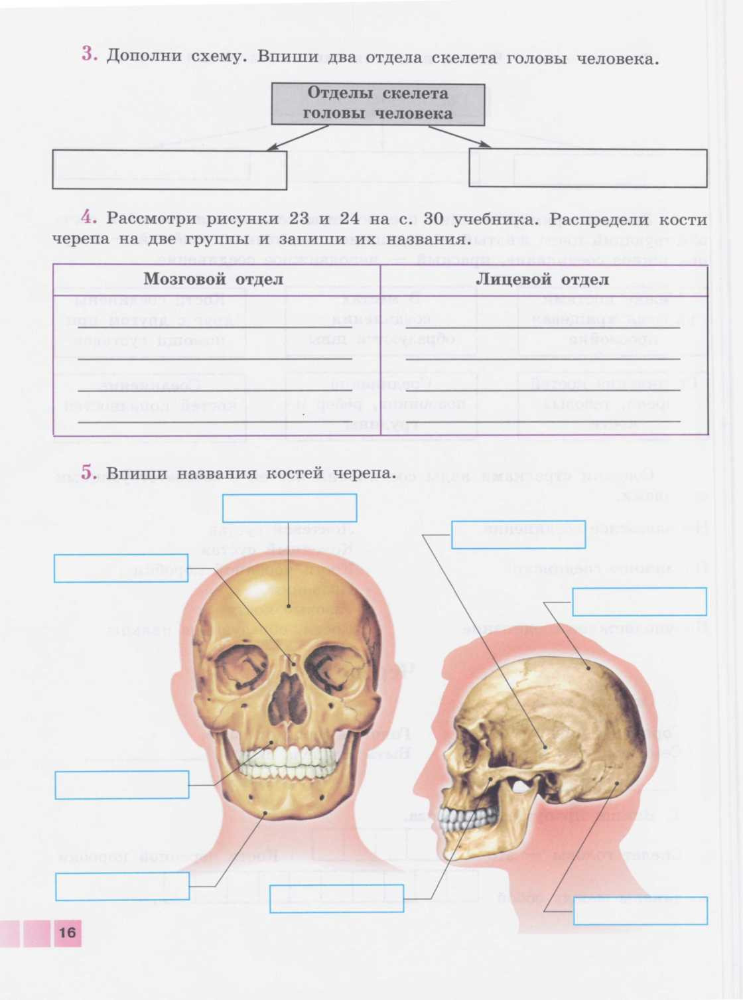 3. Дополни схему. Впиши два отдела скелета головы человека.
Отделы скелета
головы человека
4. Рассмотри рисунки 23 и 24 на с. 30 учебника. Распредели кости
черепа на две группы и запиши их названия.
Мозговой отдел
Лицевой отдел
5. Впиши названия костей черепа.
16